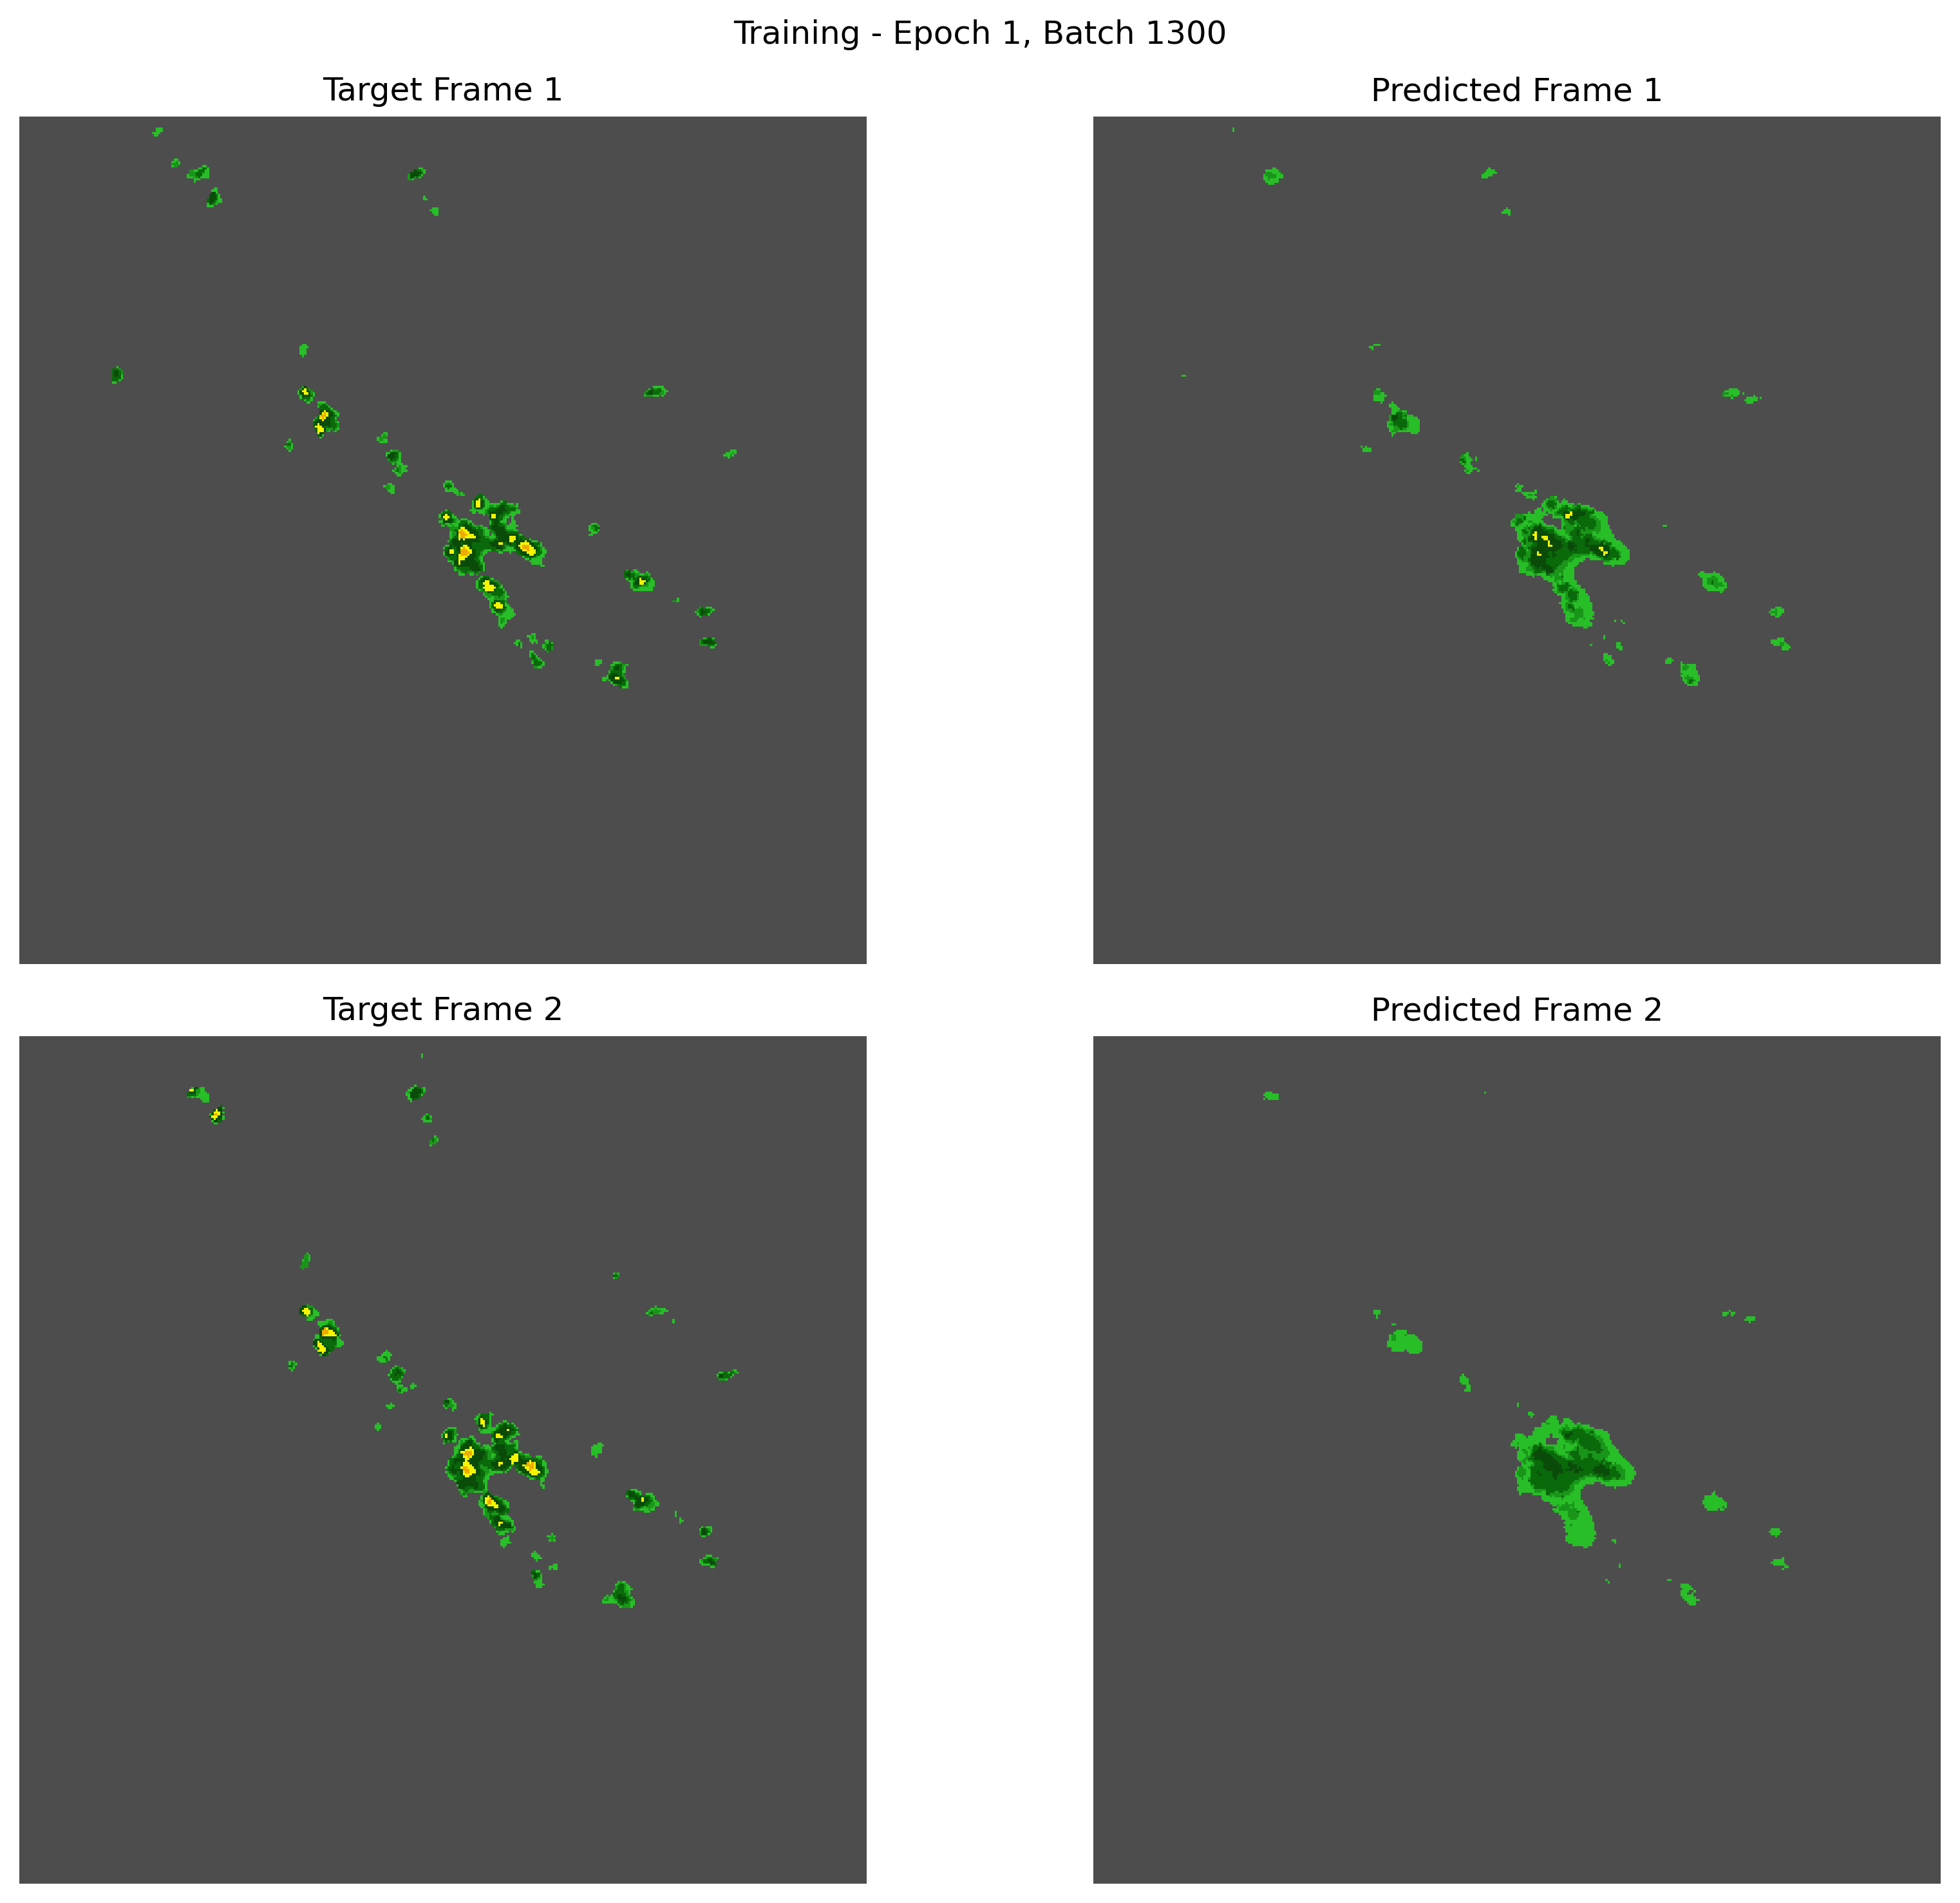 Training - Epoch 1, Batch 1300
Target Frame 1
Predicted Frame 1
Target Frame 2
Predicted Frame 2